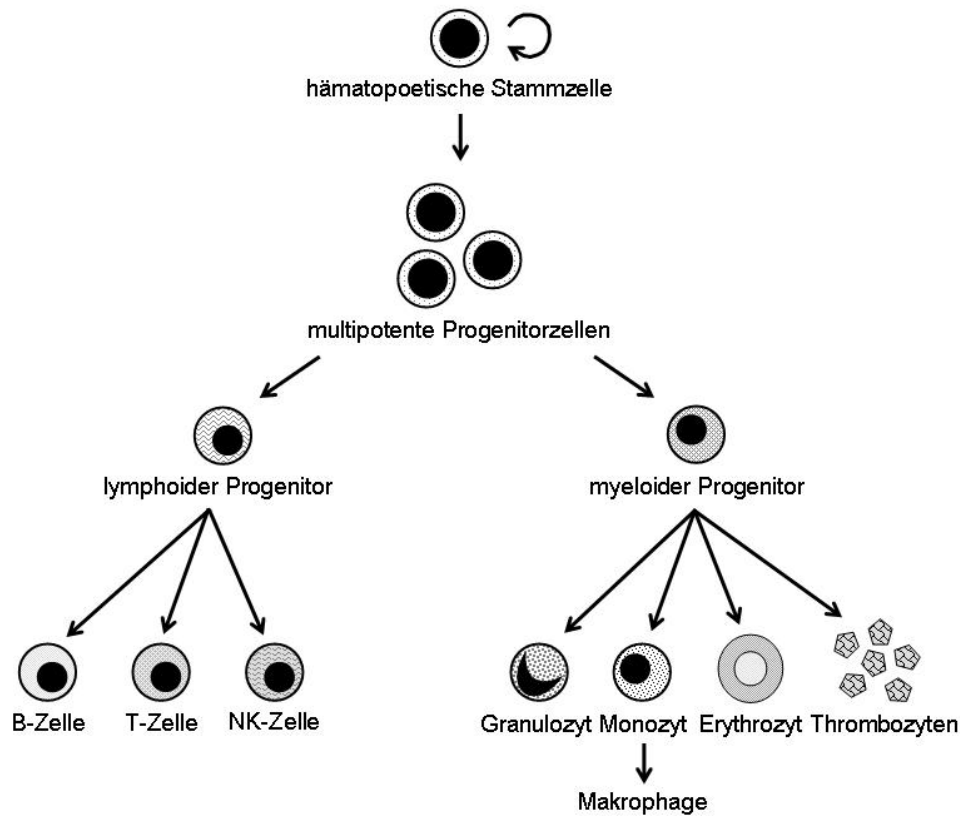 hämatopoetische Stammzelle
multipotente Progenitorzellen
lymphoider Progenitor
myeloider Progenitor
B-Zelle
T-Zelle
NK-Zelle
Granulozyt
Monozyt
Erythrozyt
Thrombozyten
Makrophage